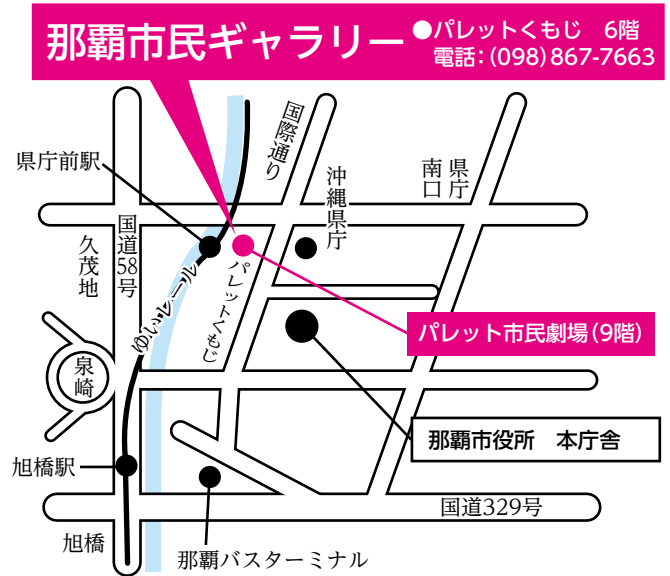 那覇市民ギャラリー
●パレットくもじ　6階
電話：(098)867-7663
国際通り
県庁前駅
沖縄県庁
県庁
南口
国道58号
久茂地
パレットくもじ
ゆいレール
パレット市民劇場(9階)
泉崎
那覇市役所　本庁舎
旭橋駅
国道329号
旭橋
那覇バスターミナル